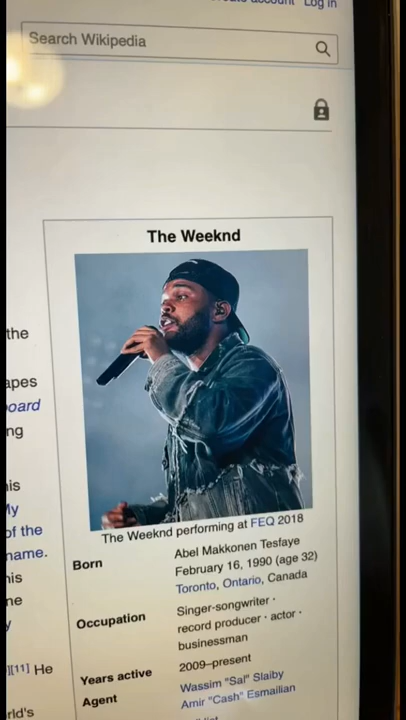 Log in
Search Wikipedia
The Weeknd
the
apes
oard
ng
his
My
of the
name.
his
ne
y
][11] He
rld's
The Weeknd performing at FEQ 2018
Born
Abel Makkonen Tesfaye
February 16, 1990 (age 32)
Toronto, Ontario, Canada
Occupation
Singer-songwriter ·
record producer · actor ·
businessman
Years active
2009–present
Agent
Wassim "Sal" Slaiby
Amir "Cash" Esmailian